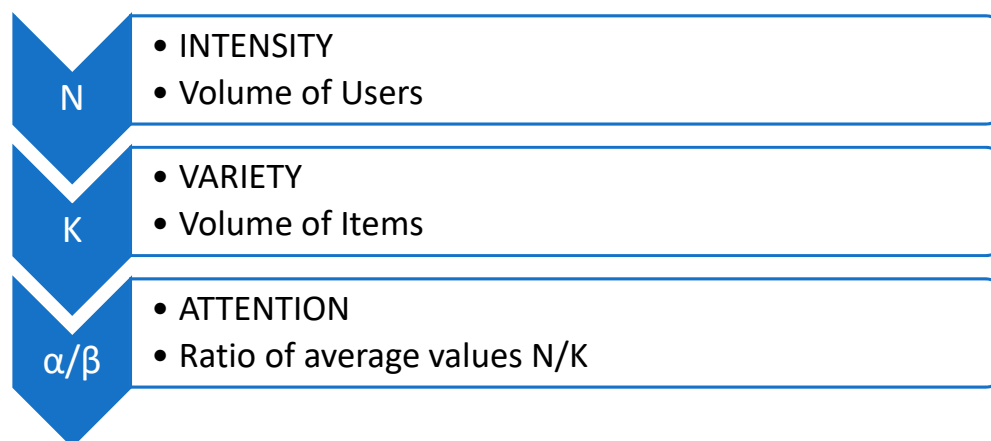 N
• INTENSITY
• Volume of Users
K
• VARIETY
• Volume of Items
α/β
• ATTENTION
• Ratio of average values N/K